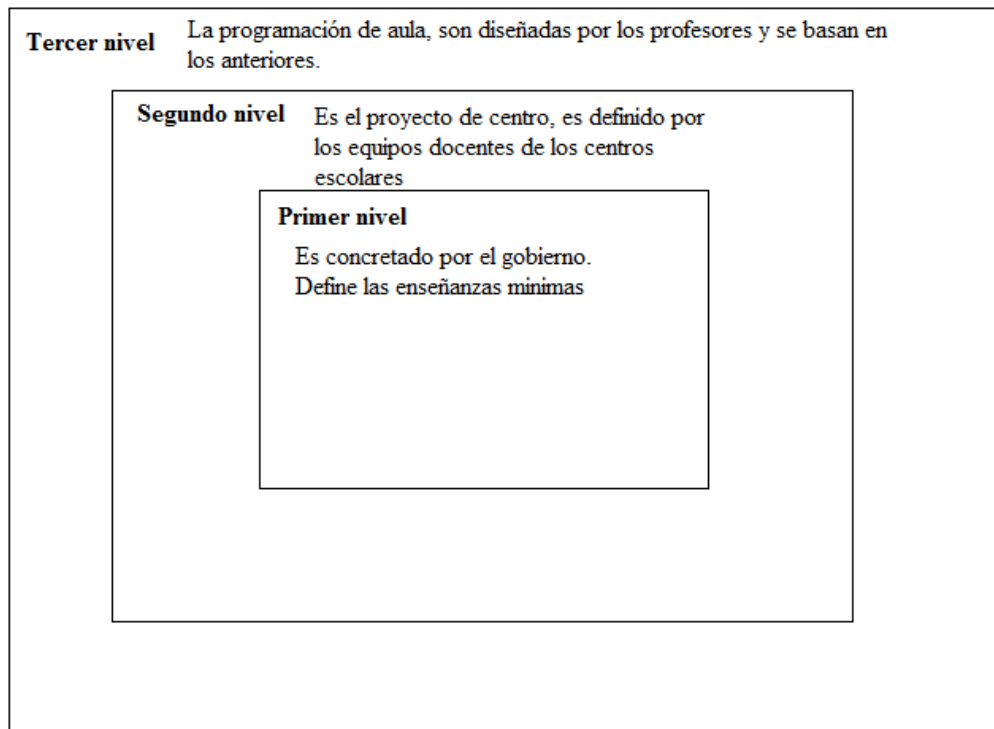 Tercer nivel La programación de aula, son diseñadas por los profesores y se basan en
los anteriores.
Segundo nivel Es el proyecto de centro, es definido por
los equipos docentes de los centros
escolares
Primer nivel
Es concretado por el gobierno.
Define las enseñanzas minimas